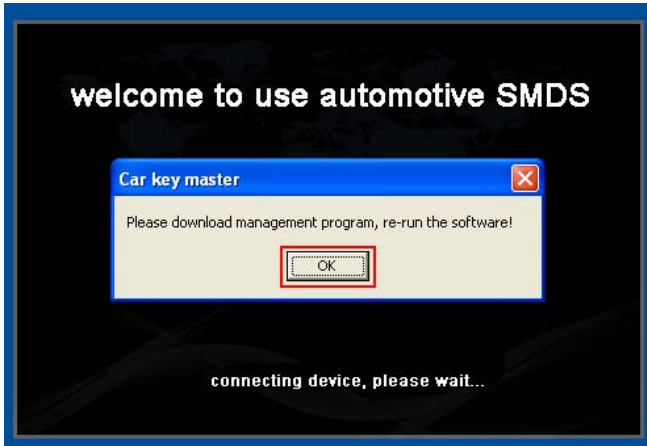 welcome to use automotive SMDS
Car key master
Please download management program, re-run the software!
OK
connecting device, please wait...